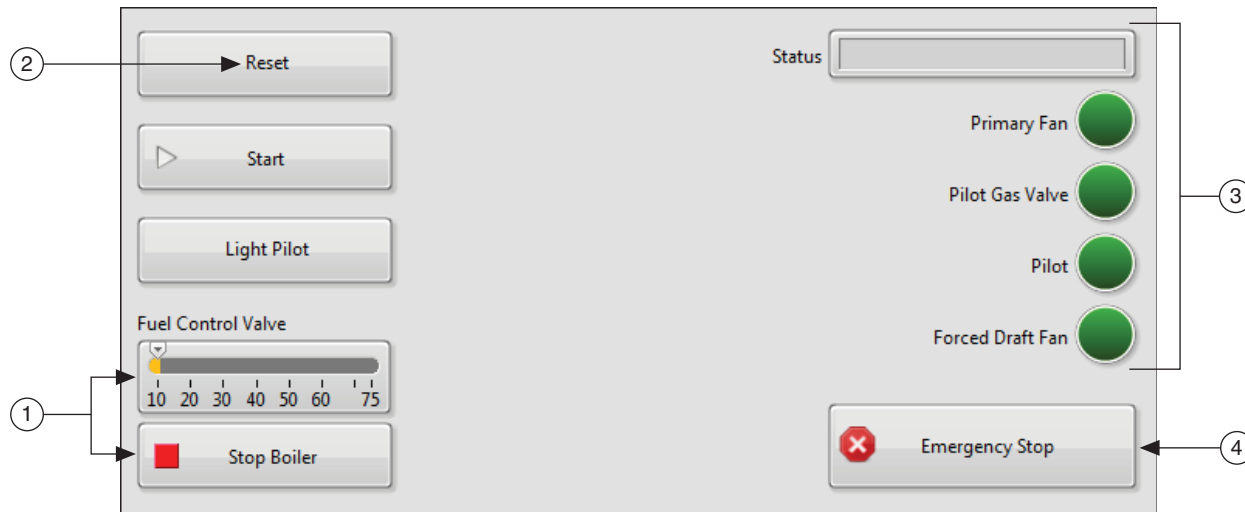 2
Reset
Start
Light Pilot
Fuel Control Valve
10 20 30 40 50 60 75
1
Stop Boiler
Status
Primary Fan
Pilot Gas Valve
Pilot
Forced Draft Fan
3
Emergency Stop
4